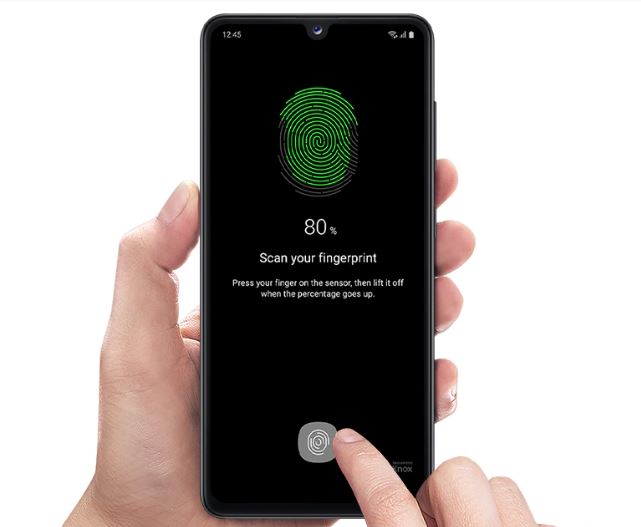 12:45
80 %
Scan your fingerprint
Press your finger on the sensor, then lift it off
when the percentage goes up.
Knox